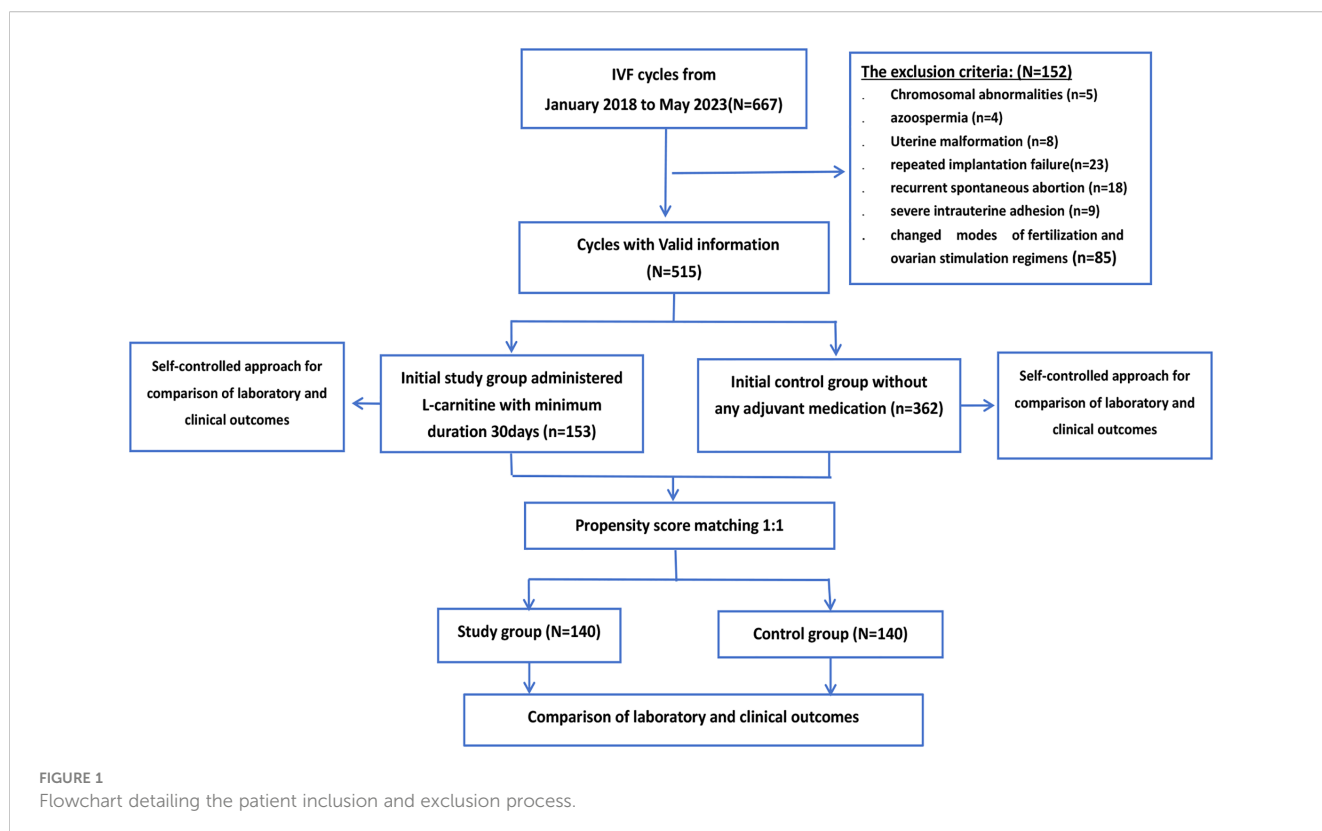 IVF cycles from
January 2018 to May 2023(N=667)
The exclusion criteria: (N=152)
. Chromosomal abnormalities (n=5)
. azoospermia (n=4)
. Uterine malformation (n=8)
. repeated implantation failure(n=23)
. recurrent spontaneous abortion (n=18)
. severe intrauterine adhesion (n=9)
. changed modes of fertilization and
ovarian stimulation regimens (n=85)
Cycles with Valid information
(N=515)
Self-controlled approach for
comparison of laboratory and
clinical outcomes
Initial study group administered
L-carnitine with minimum
duration 30days (n=153)
Initial control group without
any adjuvant medication (n=362)
Self-controlled approach for
comparison of laboratory and
clinical outcomes
Propensity score matching 1:1
Study group (N=140)
Control group (N=140)
Comparison of laboratory and clinical outcomes
FIGURE 1
Flowchart detailing the patient inclusion and exclusion process.